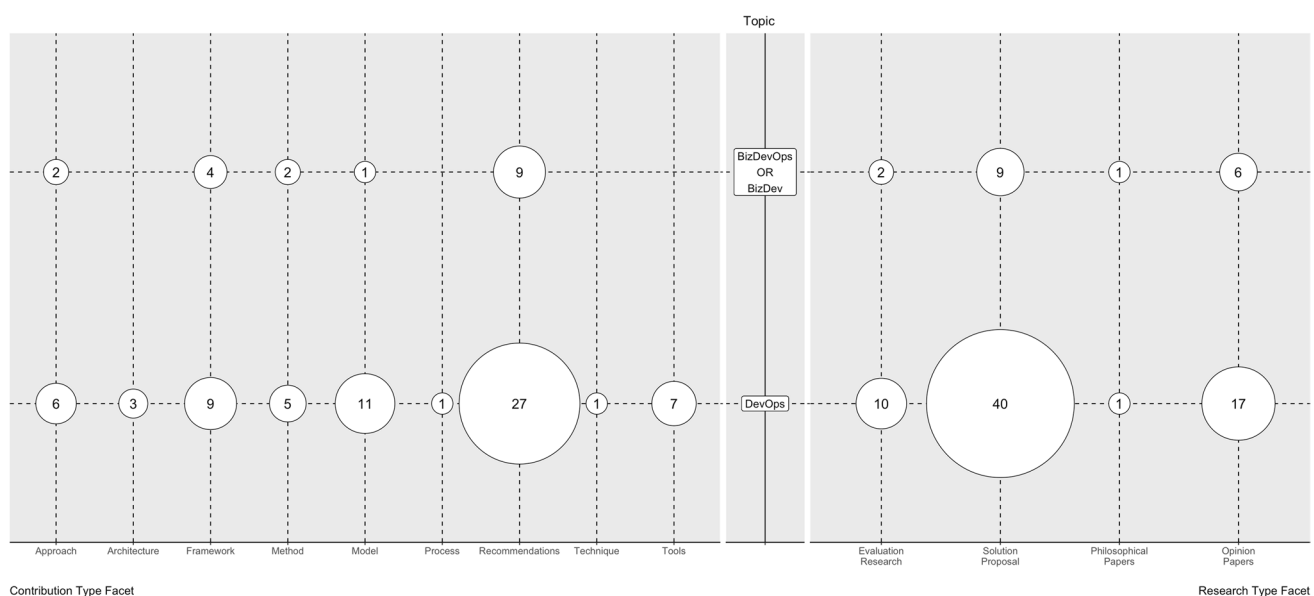 Topic
2
4
2
1
9
BizDevOps
OR
BizDev
2
9
1
6
6
3
9
5
11
1
27
1
7
DevOps
10
40
1
17
Approach
Architecture
Framework
Method
Model
Process
Recommendations
Technique
Tools
Evaluation
Research
Solution
Proposal
Philosophical
Papers
Opinion
Papers
Contribution Type Facet
Research Type Facet